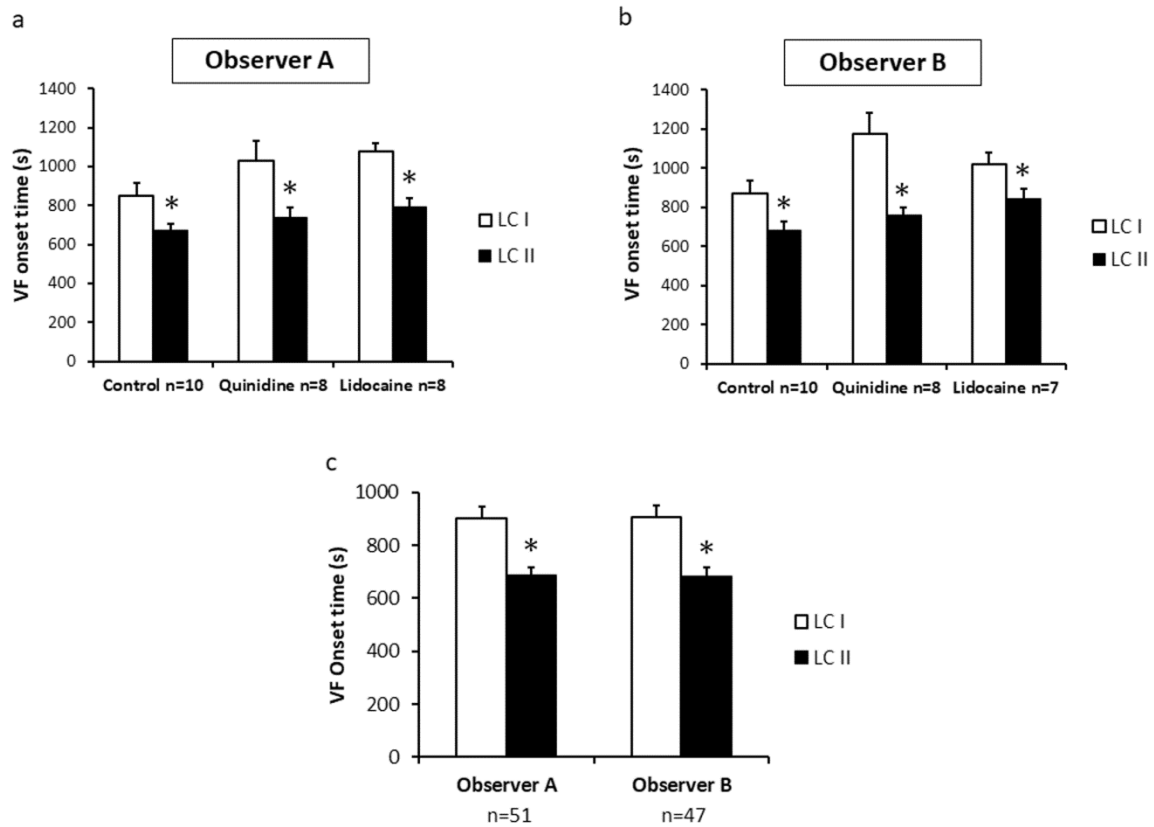 a
Observer A
1400
1200
1000
800
600
400
200
0
VF onset time (s)
*
*
*
LC I
LC II
Control n=10 Quinidine n=8 Lidocaine n=8
b
Observer B
1400
1200
1000
800
600
400
200
0
VF onset time (s)
*
*
*
LC I
LC II
Control n=10 Quinidine n=8 Lidocaine n=7
c
1000
800
600
400
200
0
VF Onset time (s)
*
*
LC I
LC II
Observer A Observer B
n=51 n=47